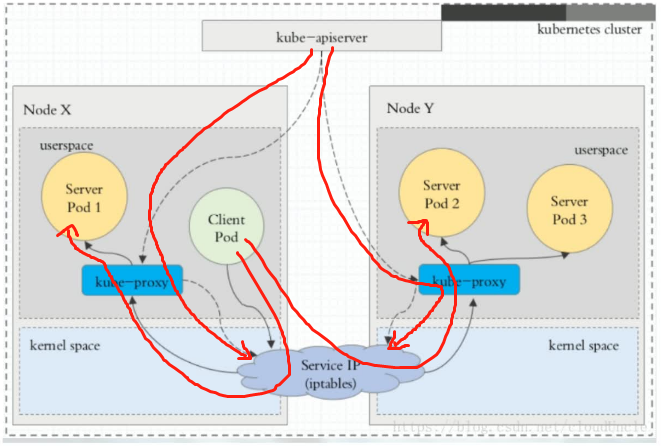 kube-apiserver
kubernetes cluster
Node X
Node Y
userspace
userspace
Server
Pod 1
Client
Pod
Server
Pod 2
Server
Pod 3
kube-proxy
kube-proxy
kernel space
kernel space
Service IP
(iptables)
https://blog.csdn.net/cloudUncle